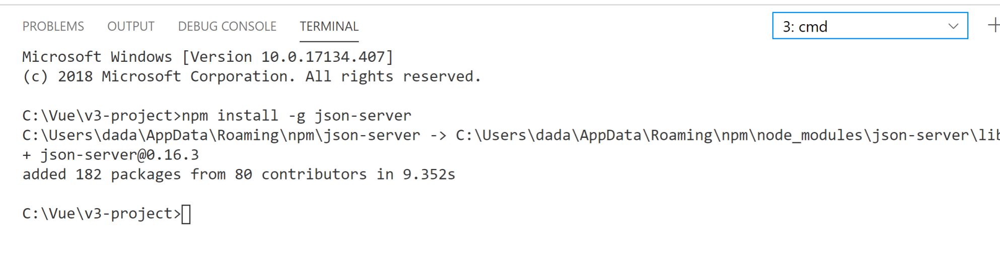 PROBLEMS OUTPUT DEBUG CONSOLE TERMINAL 3: cmd
Microsoft Windows [Version 10.0.17134.407]
(c) 2018 Microsoft Corporation. All rights reserved.
C:\Vue\v3-project>npm install -g json-server
C:\Users\dada\AppData\Roaming\npm\json-server -> C:\Users\dada\AppData\Roaming\npm\node_modules\json-server\lib
+ json-server@0.16.3
added 182 packages from 80 contributors in 9.352s
C:\Vue\v3-project>